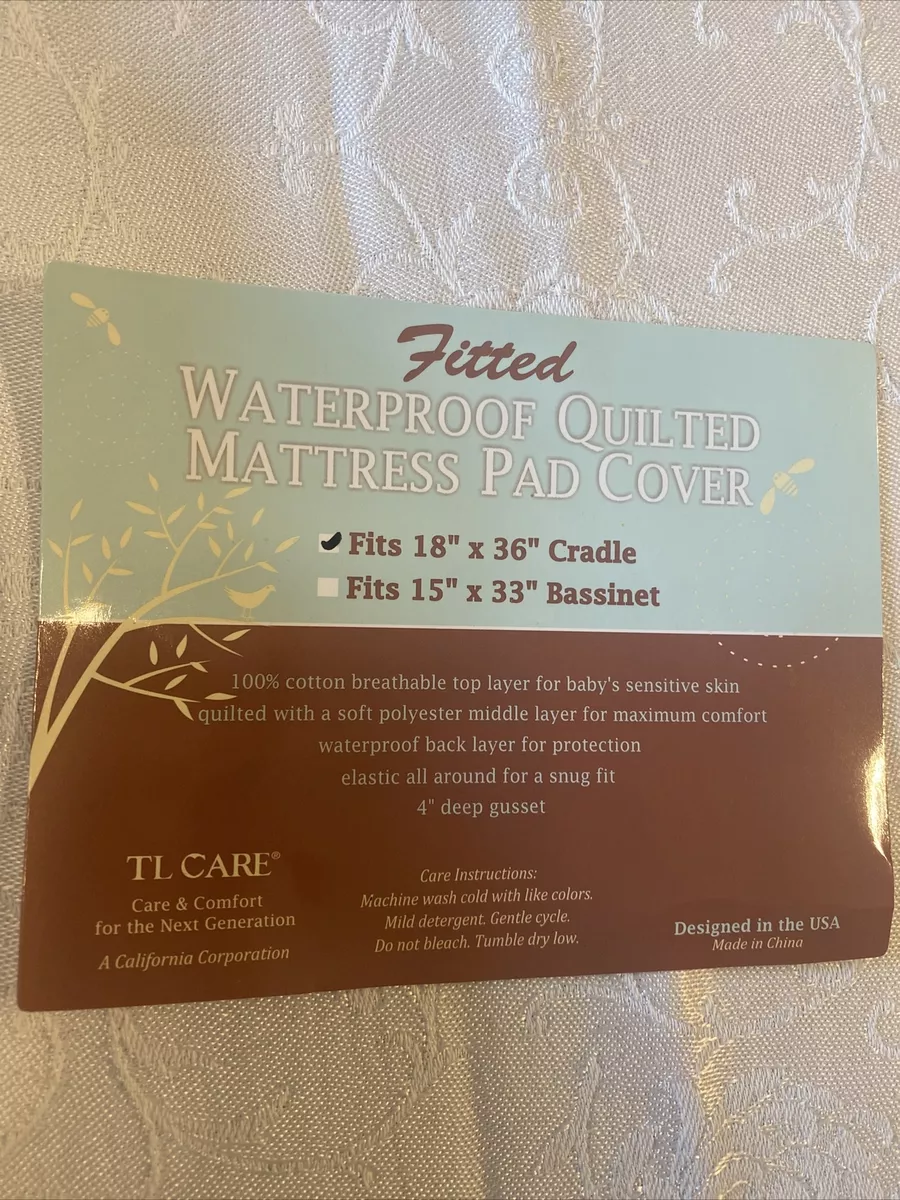 Fitted
WATERPROOF QUILTED
MATTRESS PAD COVER
Fits 18" x 36" Cradle
Fits 15" x 33" Bassinet
100% cotton breathable top layer for baby's sensitive skin
quilted with a soft polyester middle layer for maximum comfort
waterproof back layer for protection
elastic all around for a snug fit
4" deep gusset
TL CARE®
Care & Comfort
for the Next Generation
A California Corporation
Care Instructions:
Machine wash cold with like colors.
Mild detergent. Gentle cycle.
Do not bleach. Tumble dry low.
Designed in the USA
Made in China